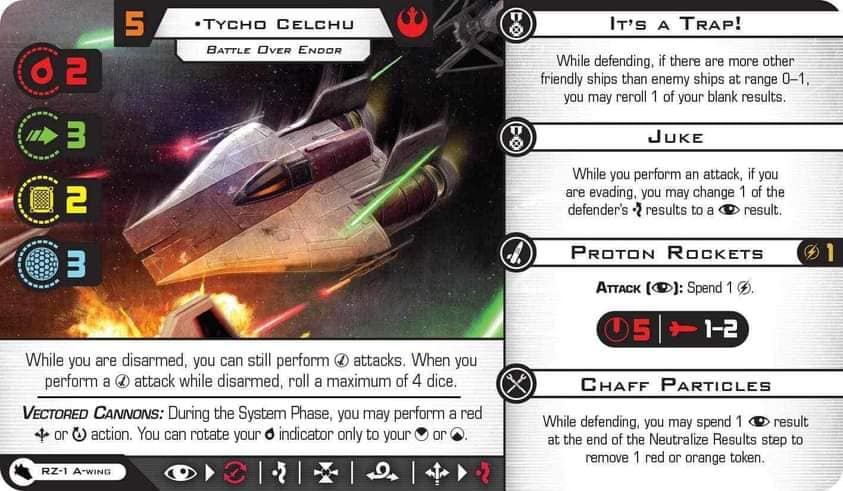 5
•Tycho Celchu
Battle Over Endor
2
3
2
3
While you are disarmed, you can still perform attacks. When you
perform a attack while disarmed, roll a maximum of 4 dice.
Vectored Cannons: During the System Phase, you may perform a red
or action. You can rotate your indicator only to your or .
RZ-1 A-wing
It's a Trap!
While defending, if there are more other
friendly ships than enemy ships at range 0–1,
you may reroll 1 of your blank results.
Juke
While you perform an attack, if you
are evading, you may change 1 of the
defender's results to a result.
Proton Rockets
1
Attack ( ): Spend 1 .
5 1–2
Chaff Particles
While defending, you may spend 1 result
at the end of the Neutralize Results step to
remove 1 red or orange token.